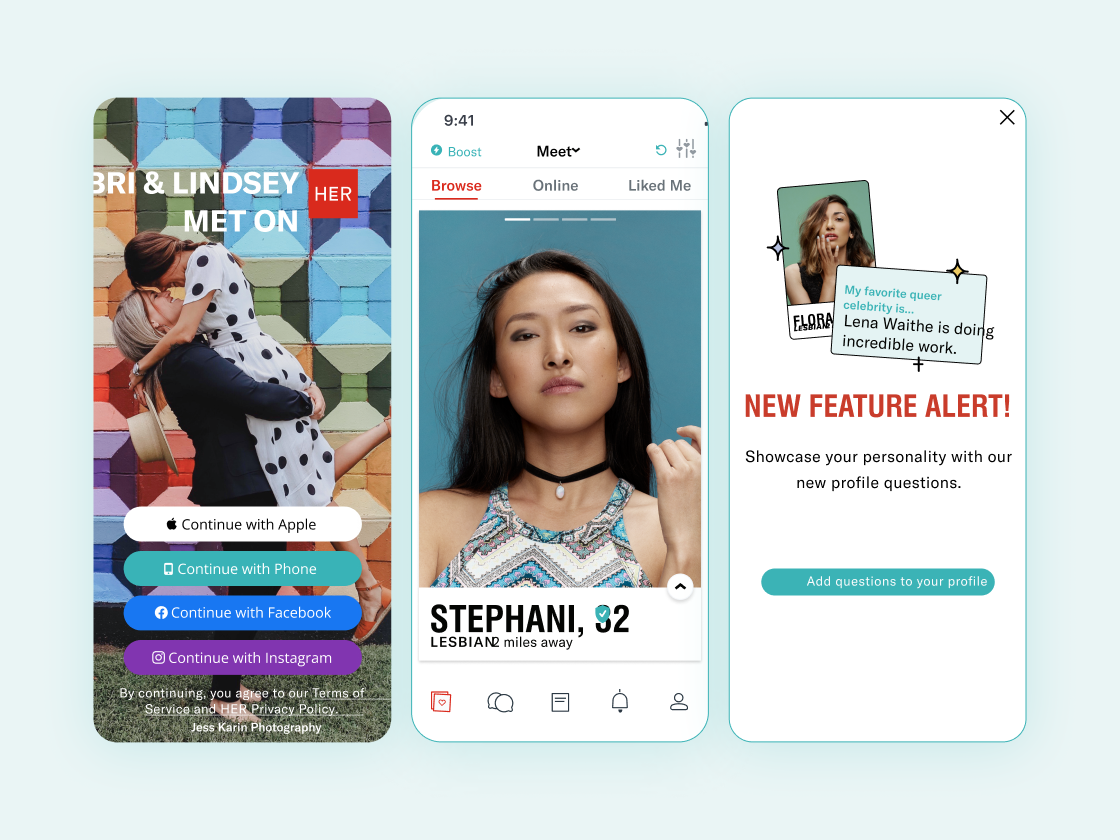 BRI & LINDSEY
MET ON
HER
Continue with Apple
Continue with Phone
Continue with Facebook
Continue with Instagram
By continuing, you agree to our Terms of
Service and HER Privacy Policy.
Jess Karin Photography
9:41
Boost
Meet
Browse
Online
Liked Me
STEPHANI, 32
LESBIAN
2 miles away
FLORA
LESBIAN
My favorite queer
celebrity is...
Lena Waithe is doing
incredible work.
NEW FEATURE ALERT!
Showcase your personality with our
new profile questions.
Add questions to your profile